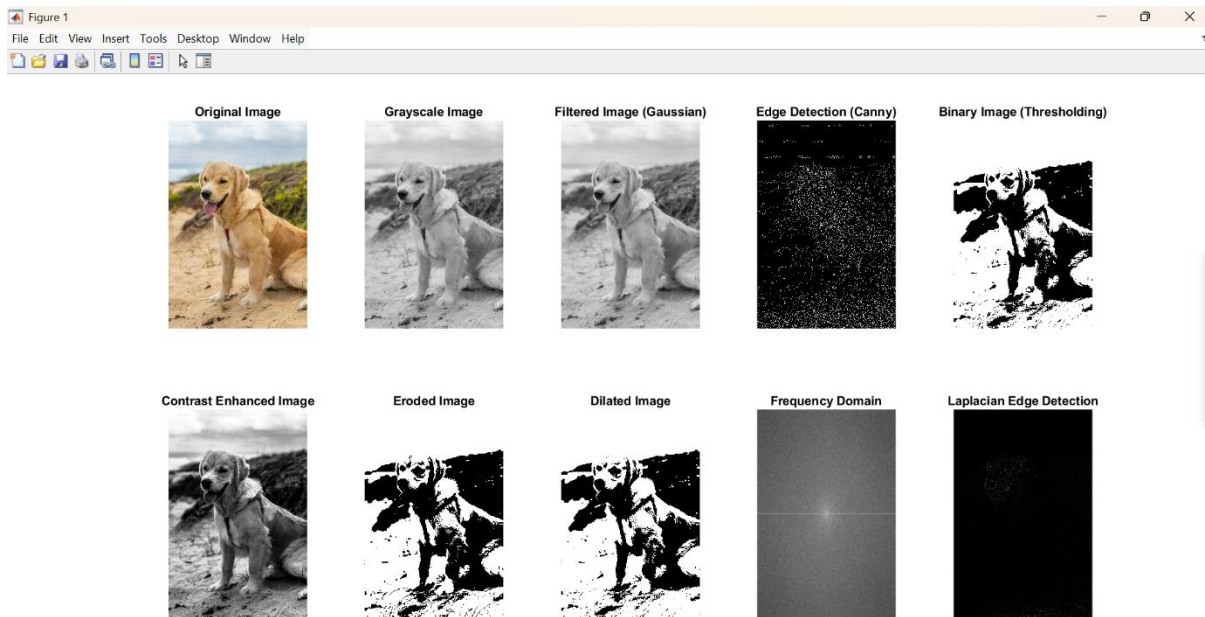 Figure 1
File Edit View Insert Tools Desktop Window Help
Original Image
Grayscale Image
Filtered Image (Gaussian)
Edge Detection (Canny)
Binary Image (Thresholding)
Contrast Enhanced Image
Eroded Image
Dilated Image
Frequency Domain
Laplacian Edge Detection